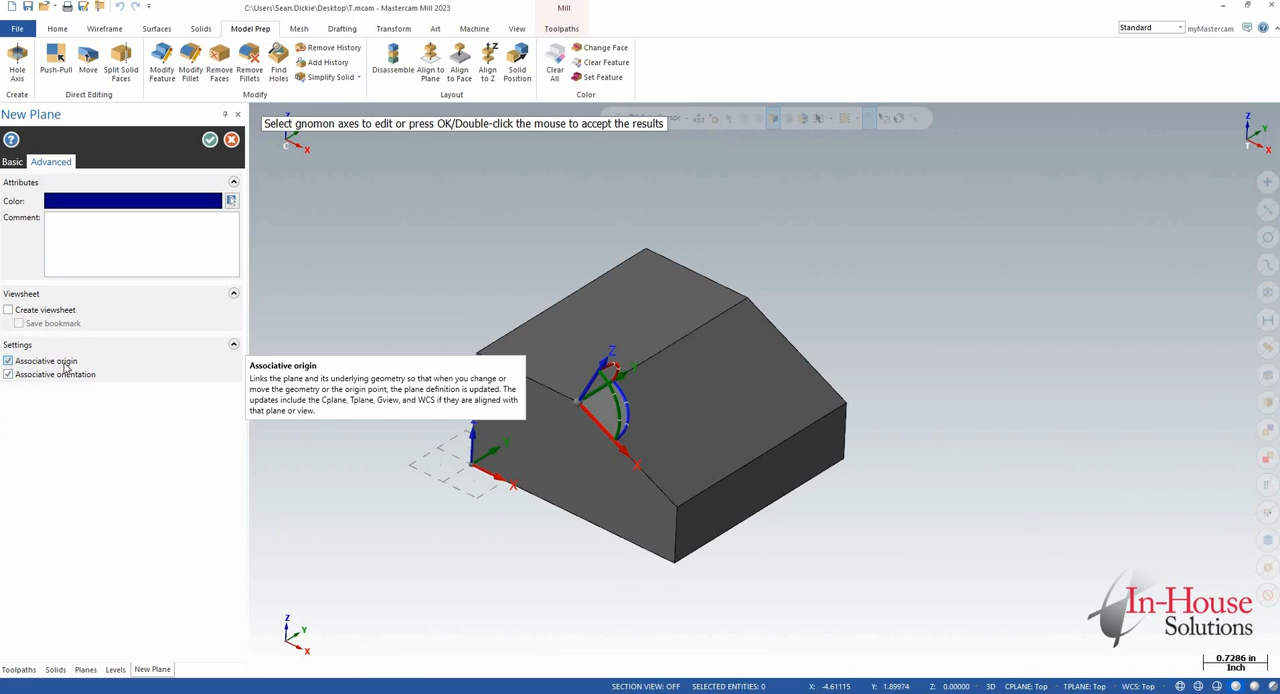 C:\Users\Sean.Dickie\Desktop\T.mcam - Mastercam Mill 2023
Mill
File
Home
Wireframe
Surfaces
Solids
Model Prep
Mesh
Drafting
Transform
Art
Machine
View
Toolpaths
Standard
myMastercam
Hole
Axis
Push-Pull
Move
Split Solid
Faces
Modify
Feature
Modify
Fillet
Remove
Faces
Remove
Fillets
Find
Holes
Remove History
Add History
Simplify Solid
Disassemble
Align to
Plane
Align
to Face
Align
to Z
Solid
Position
Clear
All
Change Face
Clear Feature
Set Feature
Create
Direct Editing
Modify
Layout
Color
New Plane
Basic
Advanced
Attributes
Color:
Comment:
Viewsheet
Create viewsheet
Save bookmark
Settings
Associative origin
Associative orientation
Select gnomon axes to edit or press OK/Double-click the mouse to accept the results
C
X
Z
Y
X
T
Associative origin
Links the plane and its underlying geometry so that when you change or
move the geometry or the origin point, the plane definition is updated. The
updates include the Cplane, Tplane, Gview, and WCS if they are aligned with
that plane or view.
Z
X
Y
X
Z
Y
X
In-House
Solutions
0.7286 in
Inch
Toolpaths
Solids
Planes
Levels
New Plane
SECTION VIEW: OFF
SELECTED ENTITIES: 0
X: -4.61115
Y: 1.89974
Z: 0.00000
3D
CPLANE: Top
TPLANE: Top
WCS: Top